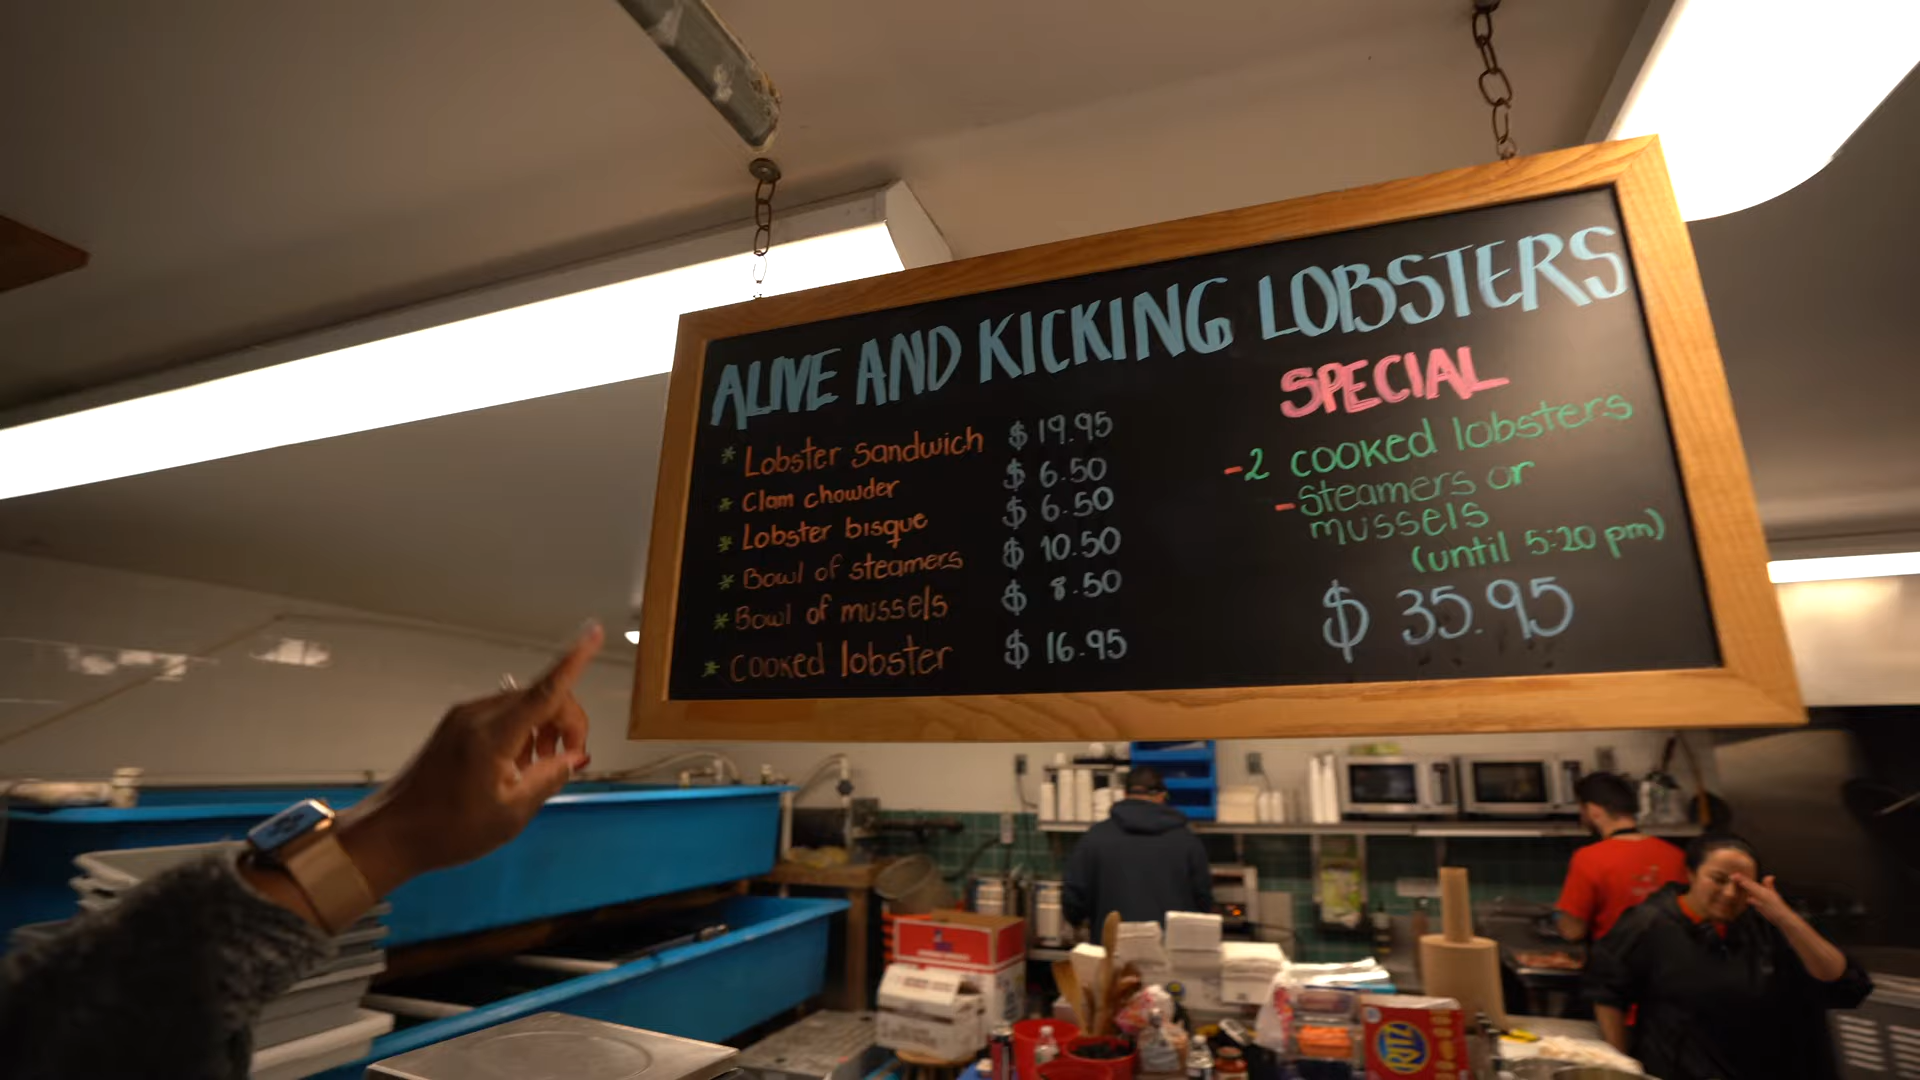 ALIVE AND KICKING LOBSTERS
* Lobster sandwich $ 19.95
* Clam chowder $ 6.50
* Lobster bisque $ 6.50
* Bowl of steamers $ 10.50
* Bowl of mussels $ 8.50
* cooked lobster $ 16.95
SPECIAL
-2 cooked lobsters
-Steamers or
mussels
(until 5:20 pm)
$ 35.95
RITZ